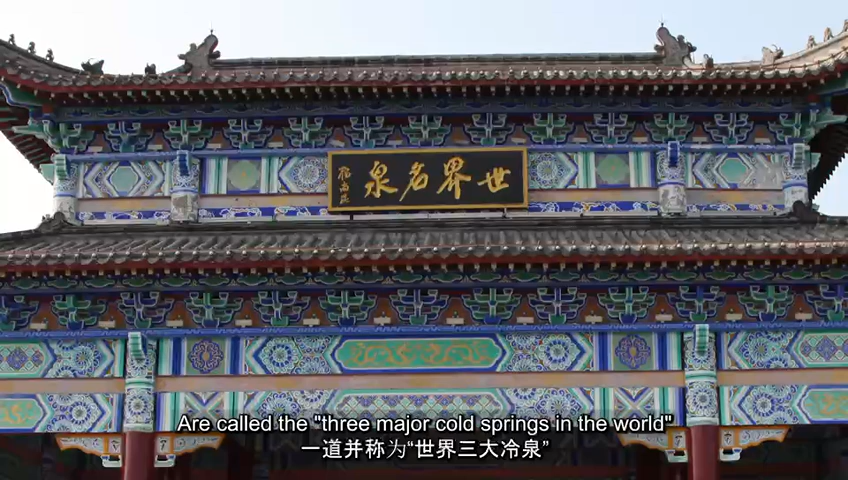 世界名泉
Are called the "three major cold springs in the world"
一道并称为“世界三大冷泉”